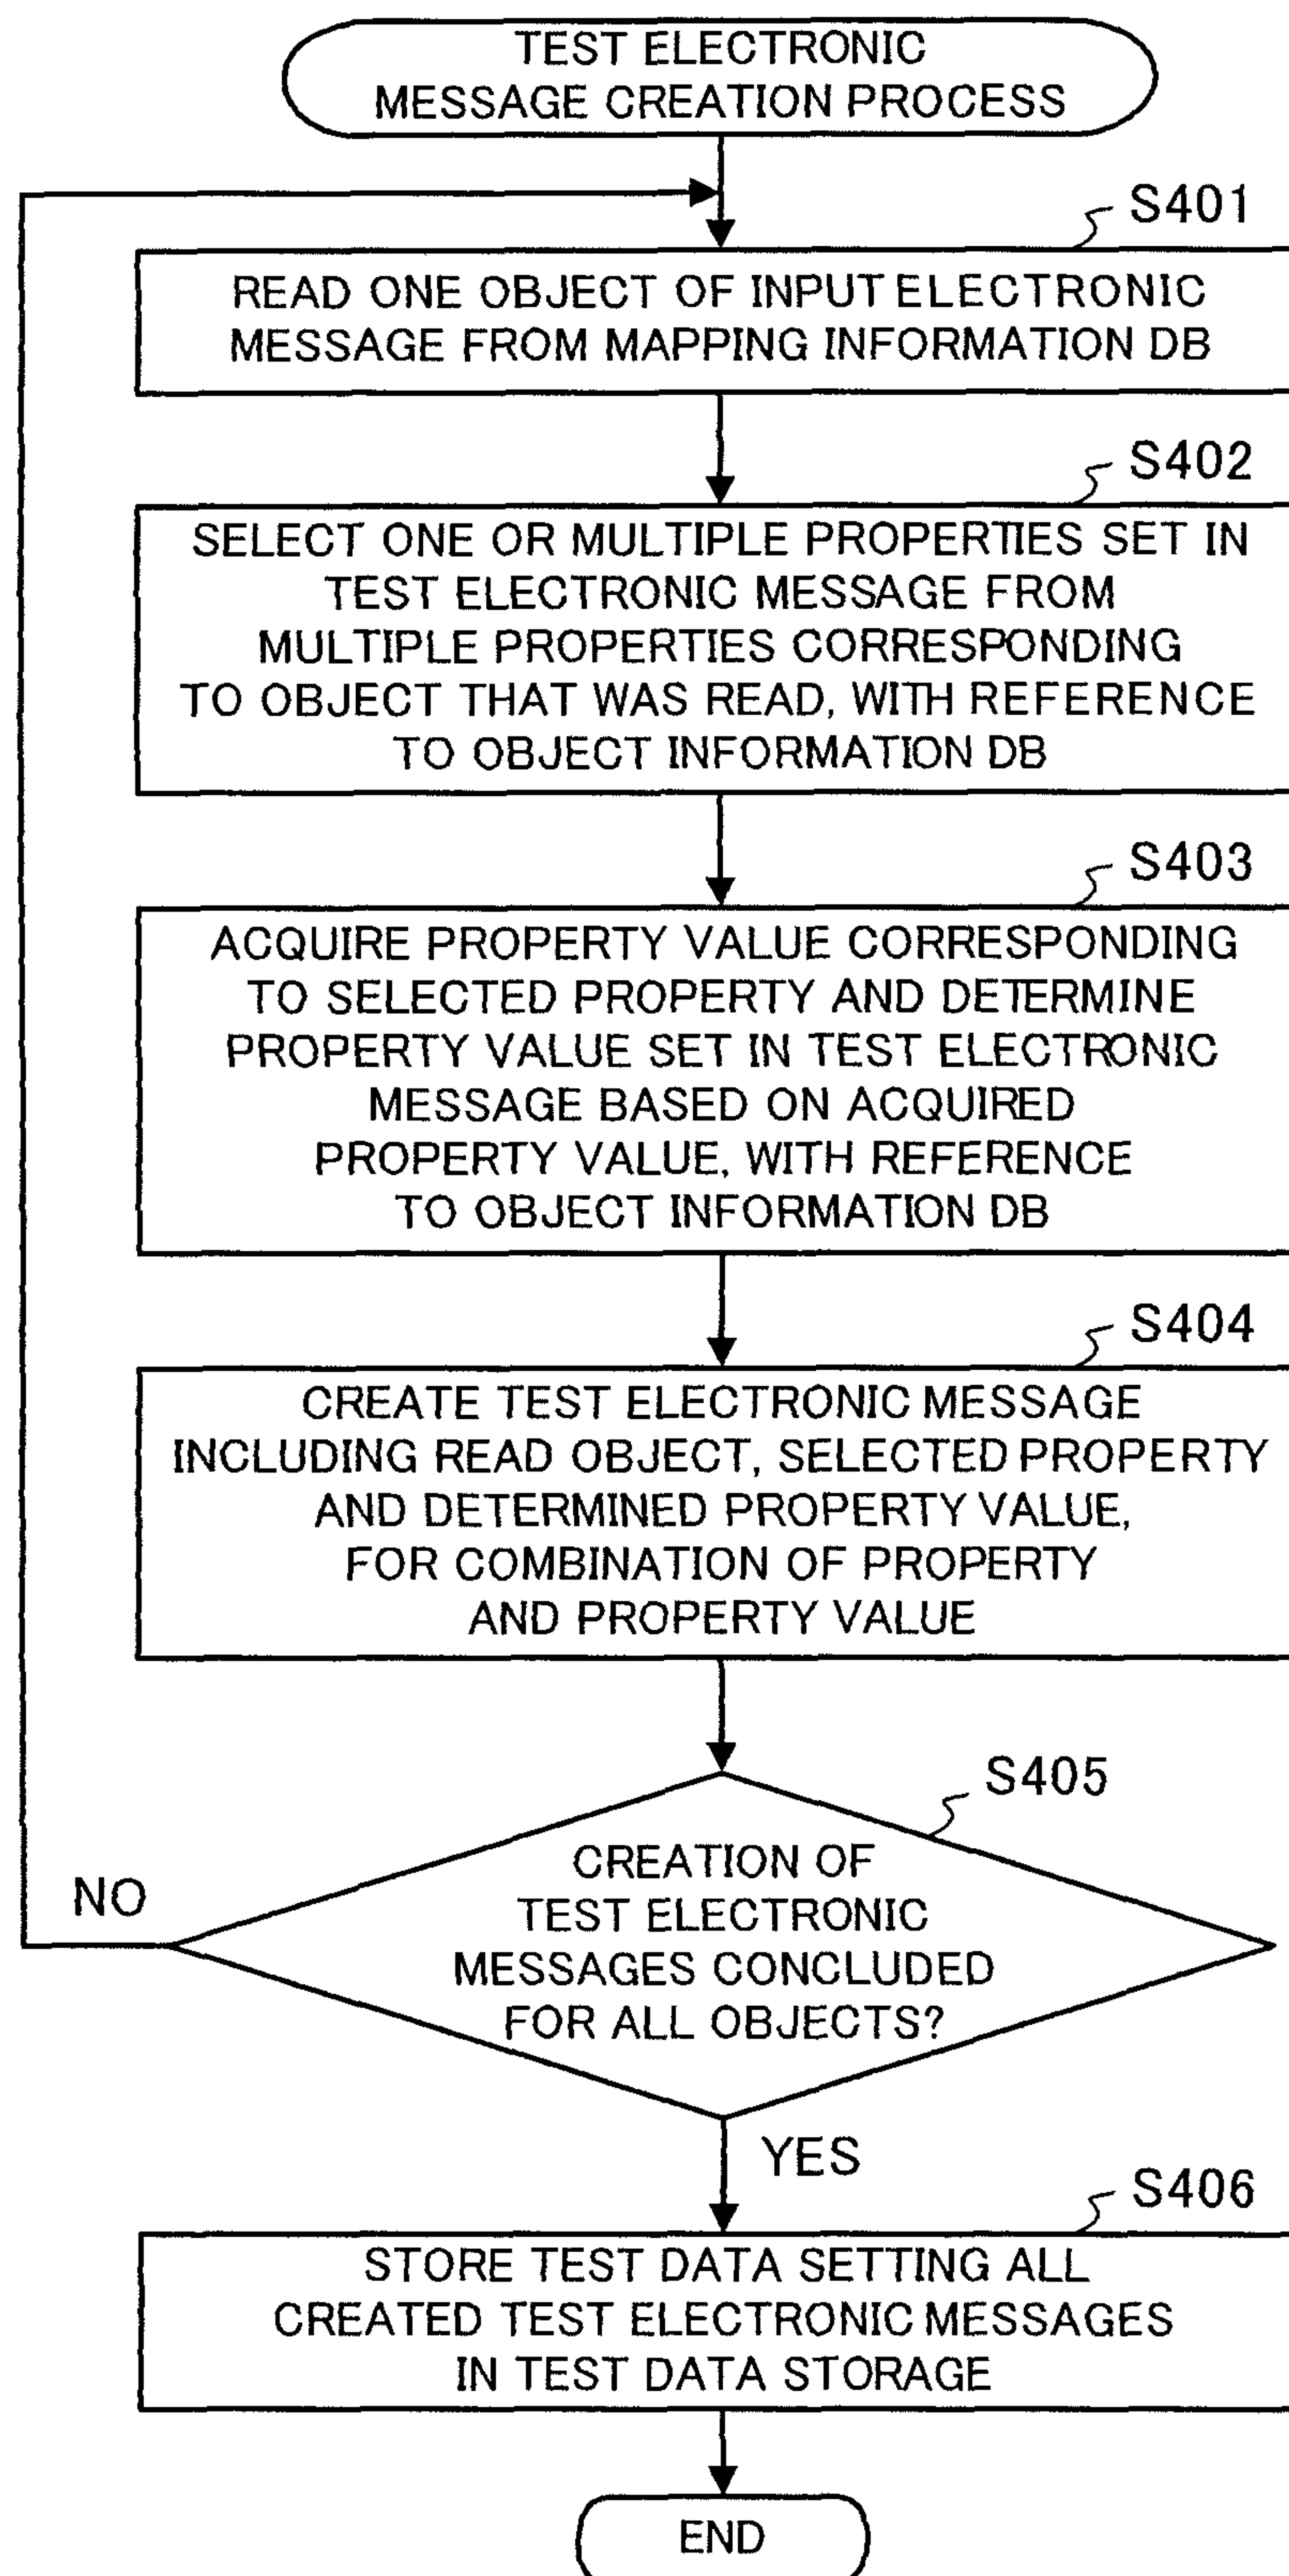 TEST ELECTRONIC
MESSAGE CREATION PROCESS
S401
READ ONE OBJECT OF INPUT ELECTRONIC
MESSAGE FROM MAPPING INFORMATION DB
S402
SELECT ONE OR MULTIPLE PROPERTIES SET IN
TEST ELECTRONIC MESSAGE FROM
MULTIPLE PROPERTIES CORRESPONDING
TO OBJECT THAT WAS READ, WITH REFERENCE
TO OBJECT INFORMATION DB
S403
ACQUIRE PROPERTY VALUE CORRESPONDING
TO SELECTED PROPERTY AND DETERMINE
PROPERTY VALUE SET IN TEST ELECTRONIC
MESSAGE BASED ON ACQUIRED
PROPERTY VALUE, WITH REFERENCE
TO OBJECT INFORMATION DB
S404
CREATE TEST ELECTRONIC MESSAGE
INCLUDING READ OBJECT, SELECTED PROPERTY
AND DETERMINED PROPERTY VALUE,
FOR COMBINATION OF PROPERTY
AND PROPERTY VALUE
S405
CREATION OF
TEST ELECTRONIC
MESSAGES CONCLUDED
FOR ALL OBJECTS?
NO
YES
S406
STORE TEST DATA SETTING ALL
CREATED TEST ELECTRONIC MESSAGES
IN TEST DATA STORAGE
END